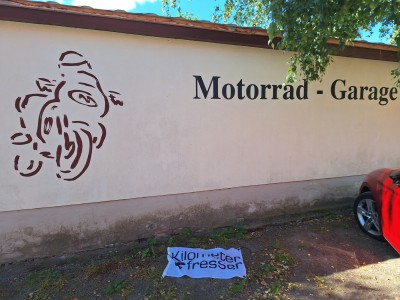 Motorrad - Garage
Kilometer
fresser